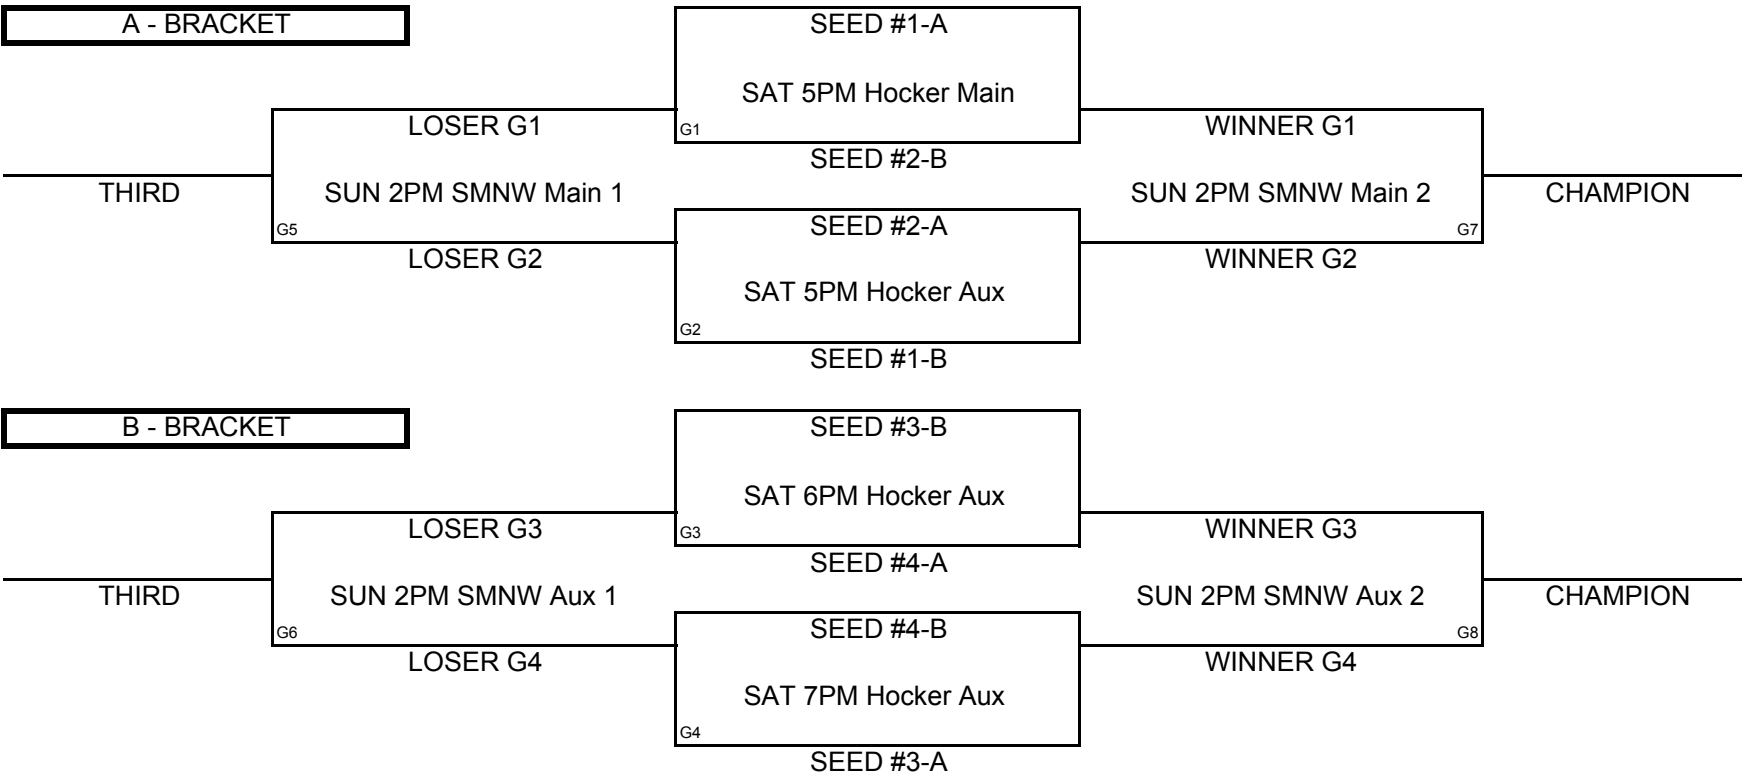 A - BRACKET
SEED #1-A
SAT 5PM Hocker Main
G1
SEED #2-B
LOSER G1
WINNER G1
THIRD
SUN 2PM SMNW Main 1
SUN 2PM SMNW Main 2
CHAMPION
G5
G7
LOSER G2
WINNER G2
SEED #2-A
SAT 5PM Hocker Aux
G2
SEED #1-B
B - BRACKET
SEED #3-B
SAT 6PM Hocker Aux
G3
SEED #4-A
LOSER G3
WINNER G3
THIRD
SUN 2PM SMNW Aux 1
SUN 2PM SMNW Aux 2
CHAMPION
G6
G8
LOSER G4
WINNER G4
SEED #4-B
SAT 7PM Hocker Aux
G4
SEED #3-A